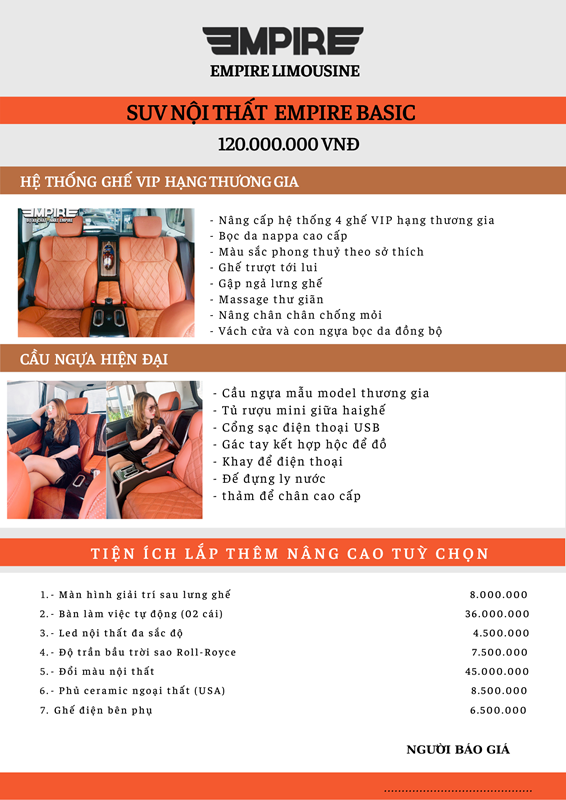 EMPIRE
EMPIRE LIMOUSINE
SUV NỘI THẤT EMPIRE BASIC
120.000.000 VNĐ
HỆ THỐNG GHẾ VIP HẠNG THƯƠNG GIA
EMPIRE
- Nâng cấp hệ thống 4 ghế VIP hạng thương gia
- Bọc da nappa cao cấp
- Màu sắc phong thuỷ theo sở thích
- Ghế trượt tới lui
- Gập ngả lưng ghế
- Massage thư giãn
- Nâng chân chân chống mỏi
- Vách cửa và con ngựa bọc da đồng bộ
CẦU NGỰA HIỆN ĐẠI
- Cầu ngựa mẫu model thương gia
- Tủ rượu mini giữa haighế
- Cổng sạc điện thoại USB
- Gác tay kết hợp hộc để đồ
- Khay để điện thoại
- Đế đựng ly nước
- thảm để chân cao cấp
TIỆN ÍCH LẮP THÊM NÂNG CAO TUỲ CHỌN
1.- Màn hình giải trí sau lưng ghế 8.000.000
2.- Bàn làm việc tự động (02 cái) 36.000.000
3.- Led nội thất đa sắc độ 4.500.000
4.- Độ trần bầu trời sao Roll-Royce 7.500.000
5.- Đổi màu nội thất 45.000.000
6.- Phủ ceramic ngoại thất (USA) 8.500.000
7. Ghế điện bên phụ 6.500.000
NGƯỜI BÁO GIÁ